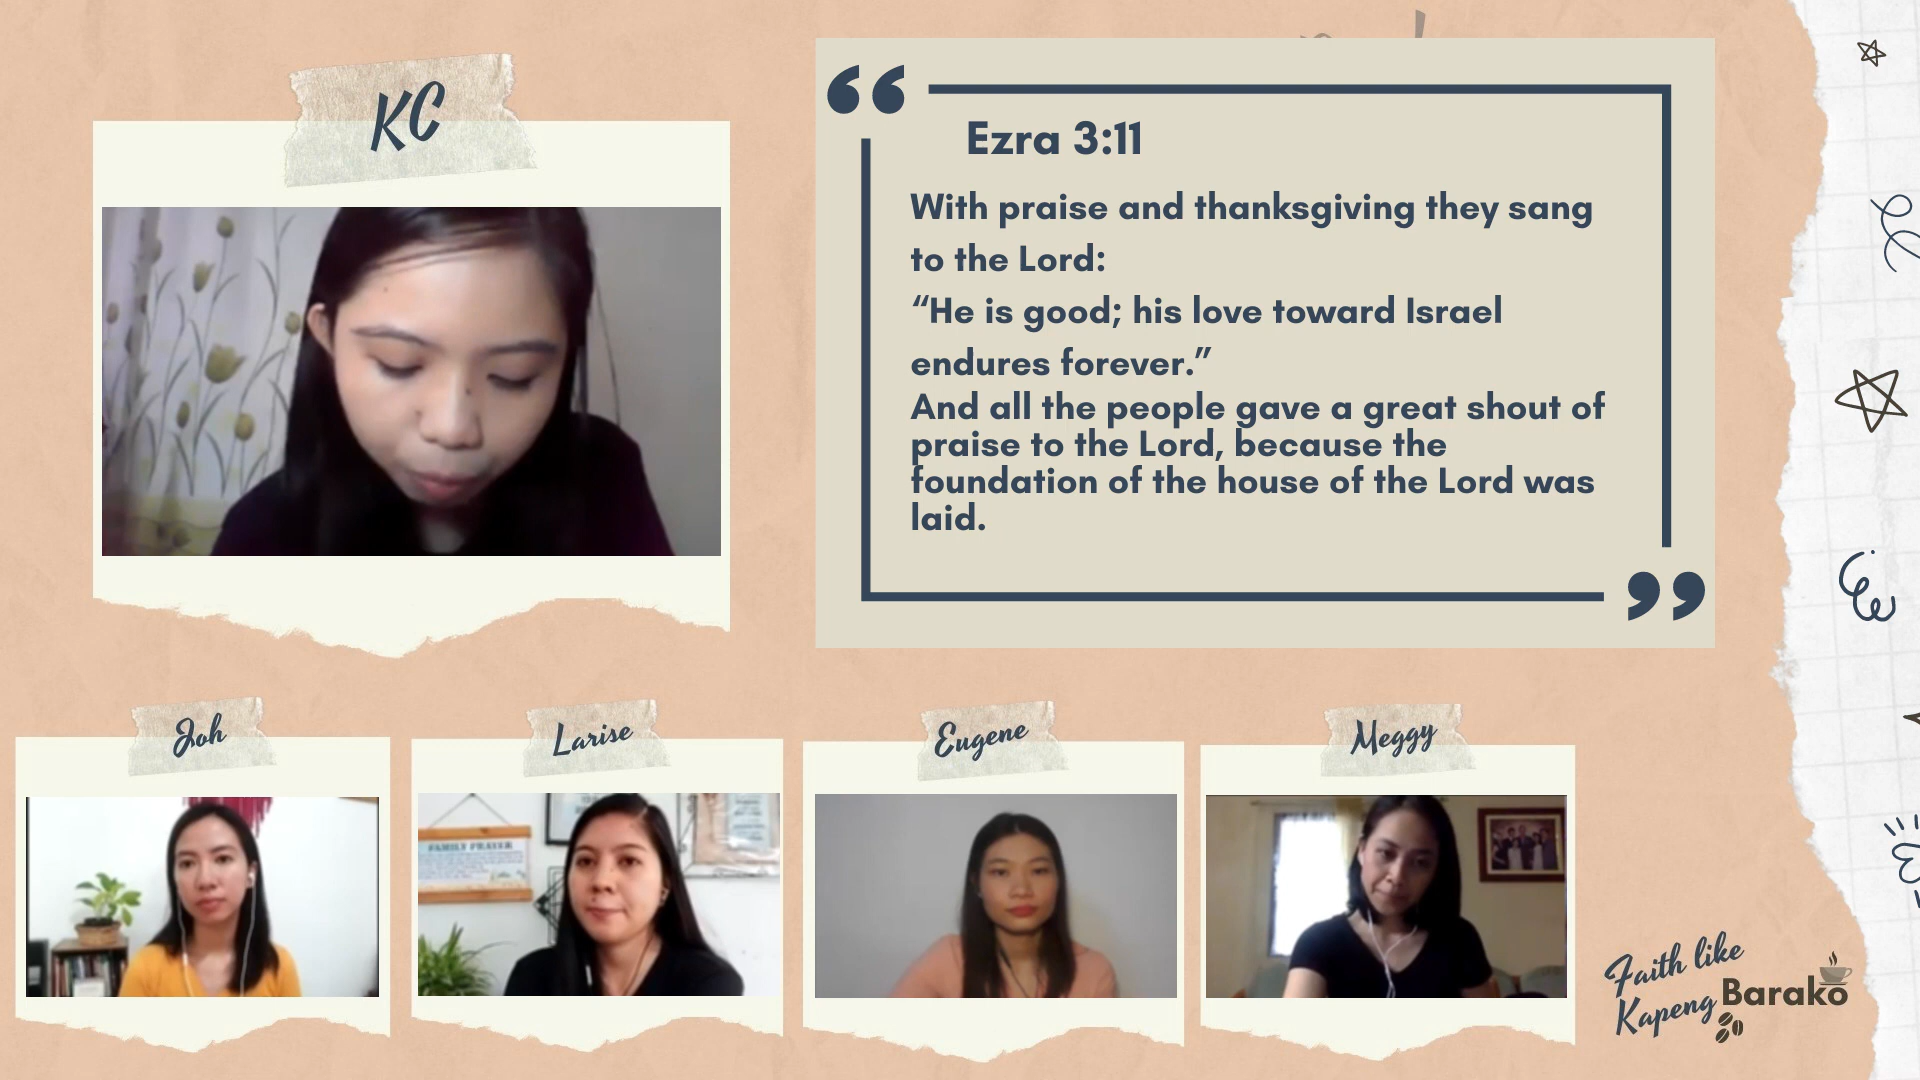 KC
“
Ezra 3:11
With praise and thanksgiving they sang
to the Lord:
“He is good; his love toward Israel
endures forever.”
And all the people gave a great shout of
praise to the Lord, because the
foundation of the house of the Lord was
laid.
”
Joh
Larise
Eugene
Meggy
FAMILY PRAYER
Faith like
Kapeng Barako